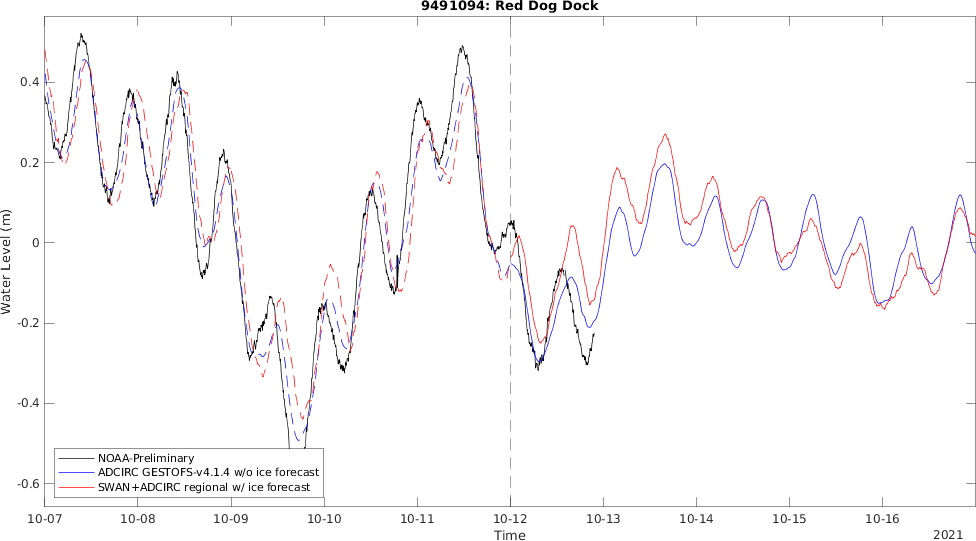 9491094: Red Dog Dock
Water Level (m)
0.4
0.2
0
-0.2
-0.4
-0.6
NOAA-Preliminary
ADCIRC GESTOFS-v4.1.4 w/o ice forecast
SWAN+ADCIRC regional w/ ice forecast
10-07 10-08 10-09 10-10 10-11 10-12 10-13 10-14 10-15 10-16
Time
2021